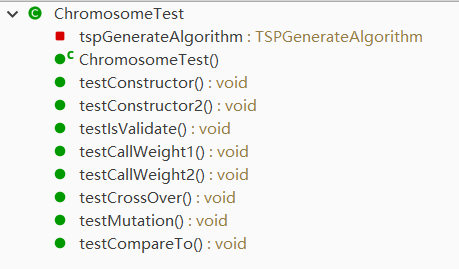 ChromosomeTest
tspGenerateAlgorithm : TSPGenerateAlgorithm
ChromosomeTest()
testConstructor() : void
testConstructor2() : void
testIsValidate() : void
testCallWeight1() : void
testCallWeight2() : void
testCrossOver() : void
testMutation() : void
testCompareTo() : void